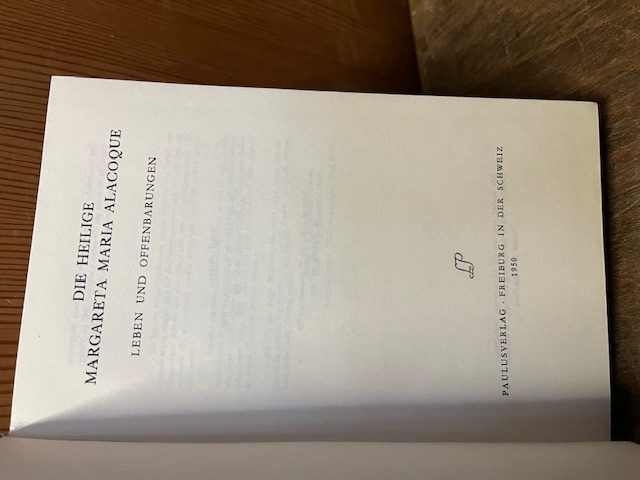 DIE HEILIGE
MARGARETA MARIA ALACOQUE
LEBEN UND OFFENBARUNGEN
PAULUSVERLAG · FREIBURG IN DER SCHWEIZ
1950